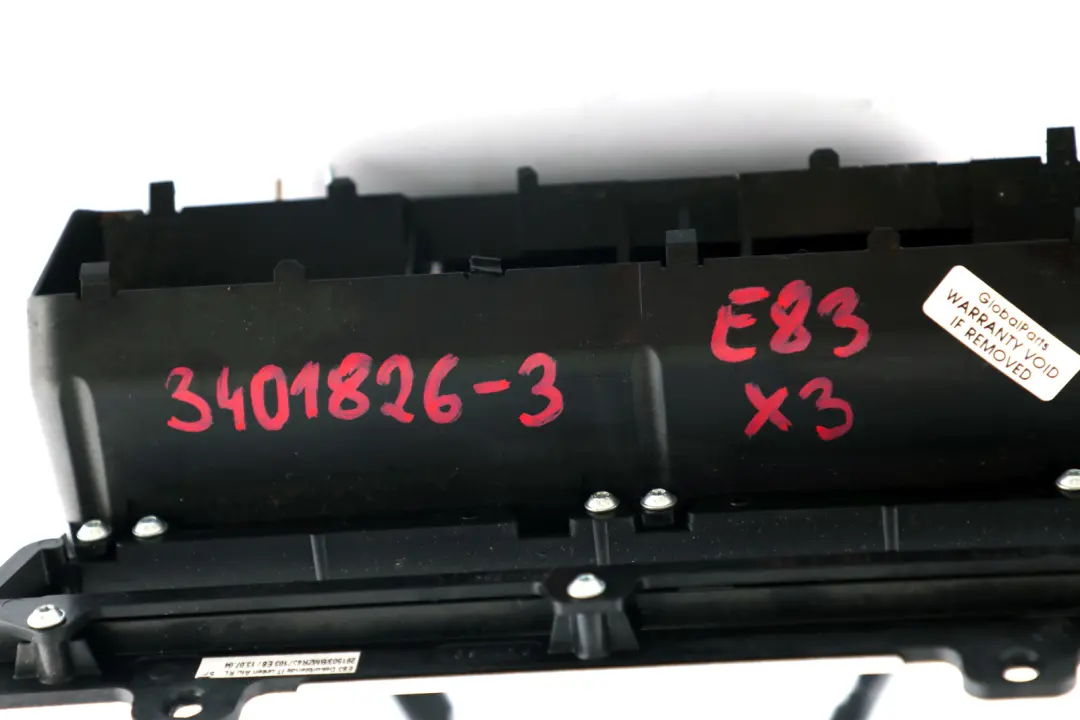 3401826-3
E83
X3
GlobalParts
WARRANTY VOID
IF REMOVED